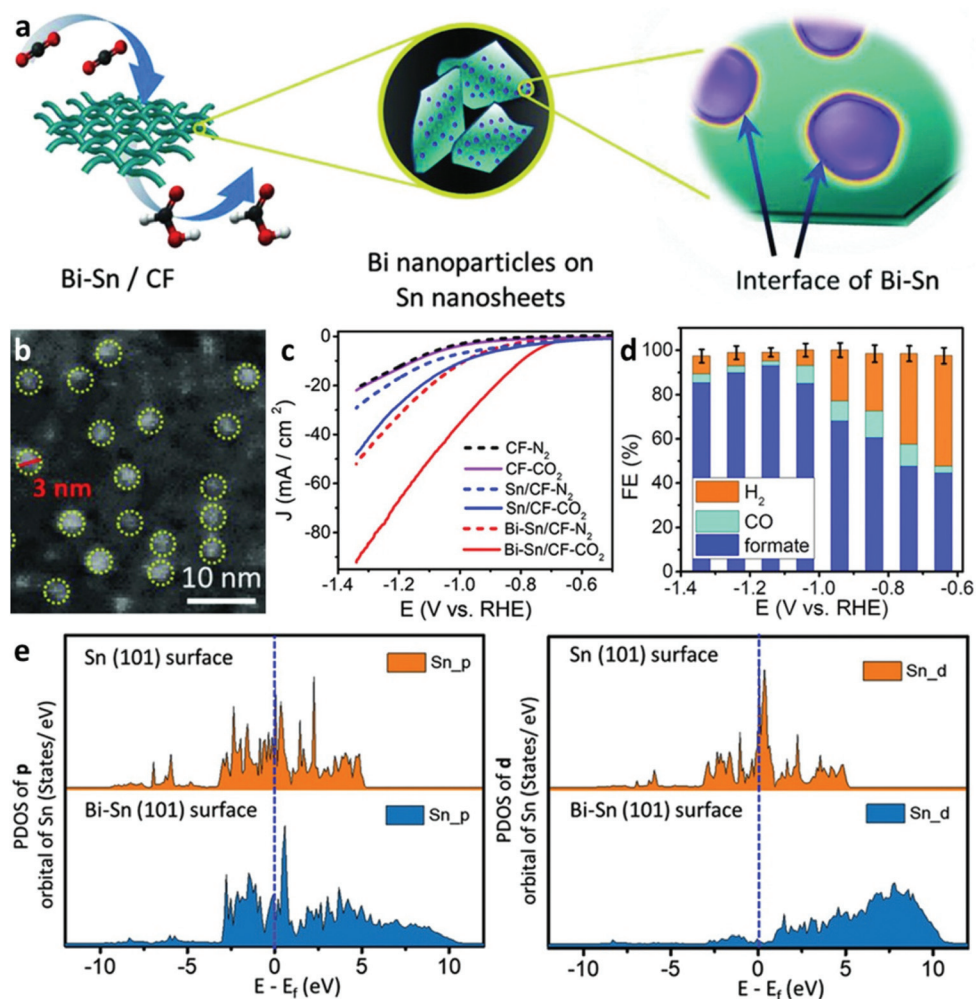 a
Bi-Sn / CF
Bi nanoparticles on
Sn nanosheets
Interface of Bi-Sn
b
3 nm
10 nm
c
J (mA / cm²)
0
-20
-40
-60
-80
CF-N₂
CF-CO₂
Sn/CF-N₂
Sn/CF-CO₂
Bi-Sn/CF-N₂
Bi-Sn/CF-CO₂
-1.4 -1.2 -1.0 -0.8 -0.6
E (V vs. RHE)
d
FE (%)
100
80
60
40
20
0
H₂
CO
formate
-1.4 -1.2 -1.0 -0.8 -0.6
E (V vs. RHE)
e
PDOS of p
orbital of Sn (States/ eV)
Sn (101) surface
Sn_p
Bi-Sn (101) surface
Sn_p
-10 -5 0 5 10
E - E_f (eV)
PDOS of d
orbital of Sn (States/ eV)
Sn (101) surface
Sn_d
Bi-Sn (101) surface
Sn_d
-10 -5 0 5 10
E - E_f (eV)